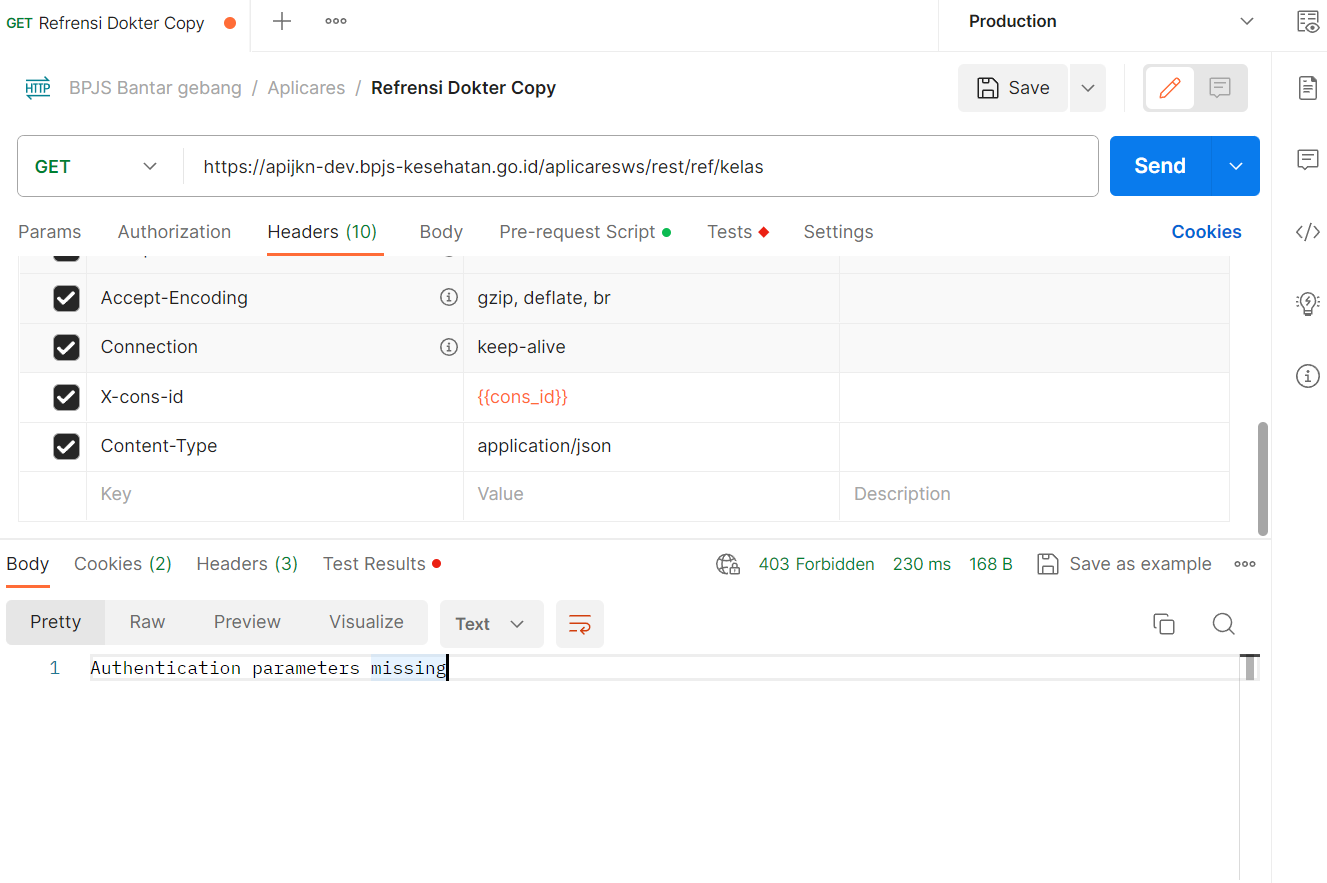 GET Refrensi Dokter Copy
Production
HTTP BPJS Bantar gebang / Aplicares / Refrensi Dokter Copy
Save
GET https://apijkn-dev.bpjs-kesehatan.go.id/aplicaresws/rest/ref/kelas
Send
Params Authorization Headers (10) Body Pre-request Script Tests Settings Cookies
Accept-Encoding gzip, deflate, br
Connection keep-alive
X-cons-id {{cons_id}}
Content-Type application/json
Key Value Description
Body Cookies (2) Headers (3) Test Results 403 Forbidden 230 ms 168 B Save as example
Pretty Raw Preview Visualize Text
1 Authentication parameters missing